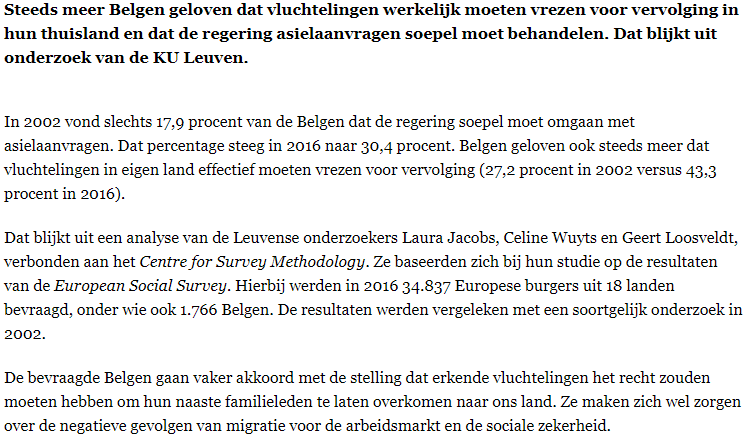 Steeds meer Belgen geloven dat vluchtelingen werkelijk moeten vrezen voor vervolging in
hun thuisland en dat de regering asielaanvragen soepel moet behandelen. Dat blijkt uit
onderzoek van de KU Leuven.
In 2002 vond slechts 17,9 procent van de Belgen dat de regering soepel moet omgaan met
asielaanvragen. Dat percentage steeg in 2016 naar 30,4 procent. Belgen geloven ook steeds meer dat
vluchtelingen in eigen land effectief moeten vrezen voor vervolging (27,2 procent in 2002 versus 43,3
procent in 2016).
Dat blijkt uit een analyse van de Leuvense onderzoekers Laura Jacobs, Celine Wuyts en Geert Loosveldt,
verbonden aan het Centre for Survey Methodology. Ze baseerden zich bij hun studie op de resultaten
van de European Social Survey. Hierbij werden in 2016 34.837 Europese burgers uit 18 landen
bevraagd, onder wie ook 1.766 Belgen. De resultaten werden vergeleken met een soortgelijk onderzoek in
2002.
De bevraagde Belgen gaan vaker akkoord met de stelling dat erkende vluchtelingen het recht zouden
moeten hebben om hun naaste familieleden te laten overkomen naar ons land. Ze maken zich wel zorgen
over de negatieve gevolgen van migratie voor de arbeidsmarkt en de sociale zekerheid.